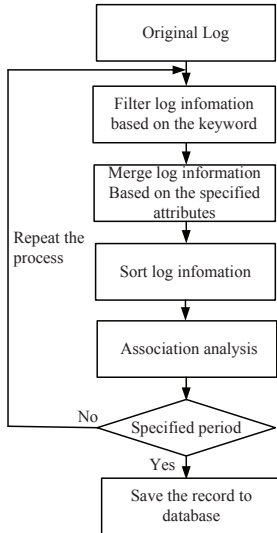 Original Log
Filter log infomation
based on the keyword
Merge log information
Based on the specified
attributes
Repeat the
process
Sort log infomation
Association analysis
No
Specified period
Yes
Save the record to
database